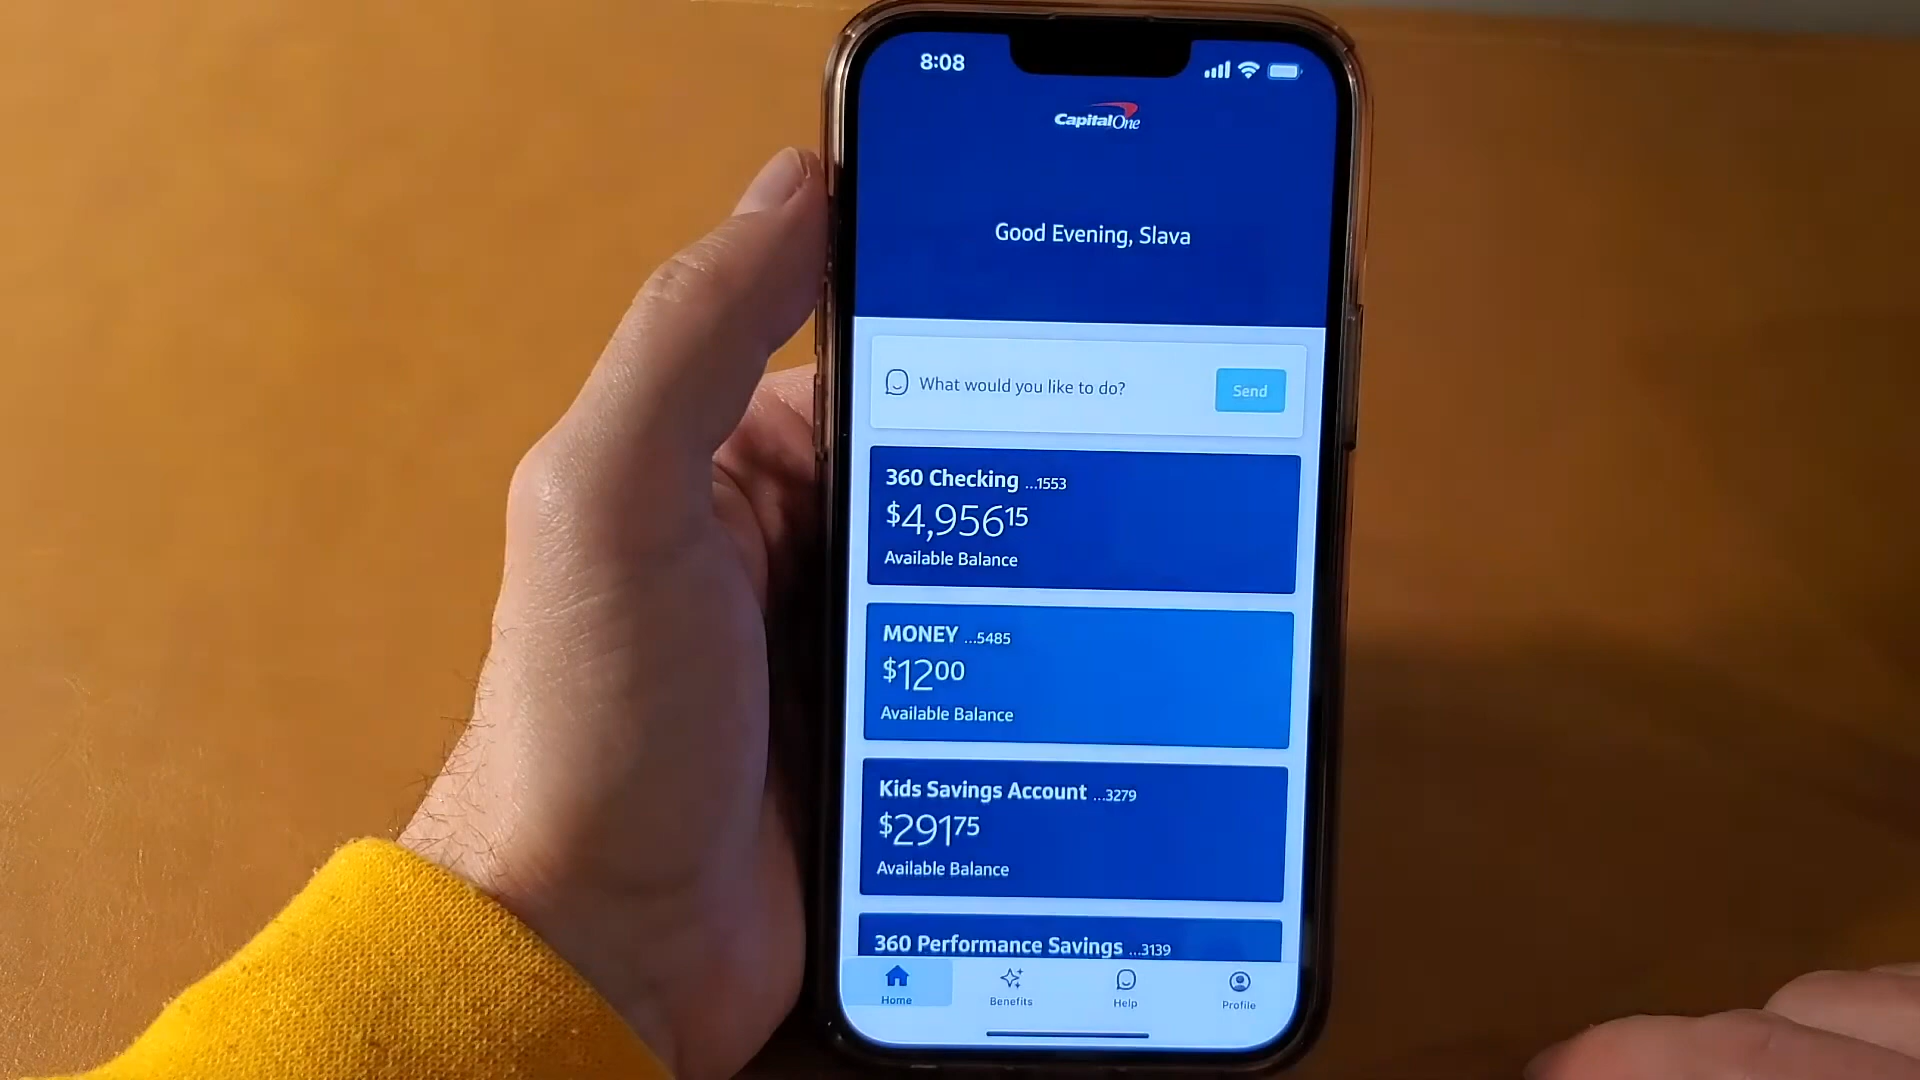 8:08
CapitalOne
Good Evening, Slava
What would you like to do?
Send
360 Checking ...1553
$4,95615
Available Balance
MONEY ...5485
$1200
Available Balance
Kids Savings Account ...3279
$29175
Available Balance
360 Performance Savings ...3139
Home
Benefits
Help
Profile